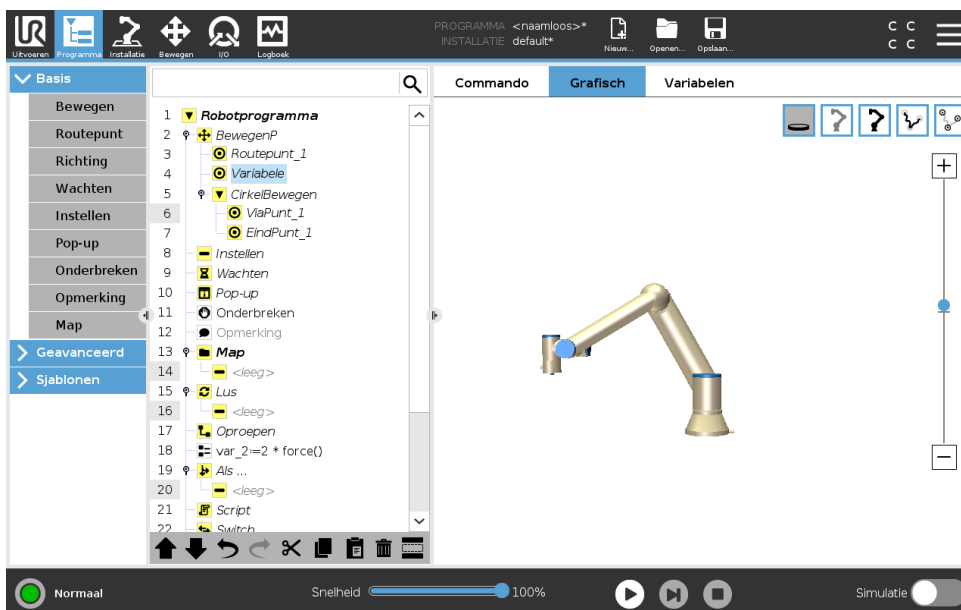 PROGRAMMA <naamloos>*
INSTALLATIE default*
Uitvoeren Programma Installatie Bewegen I/O Logboek Nieuw... Openen... Opslaan...
C C
C C
Basis
Bewegen
Routepunt
Richting
Wachten
Instellen
Pop-up
Onderbreken
Opmerking
Map
Geavanceerd
Sjablonen
1 Robotprogramma
2 BewegenP
3 Routepunt_1
4 Variabele
5 CirkelBewegen
6 ViaPunt_1
7 EindPunt_1
8 Instellen
9 Wachten
10 Pop-up
11 Onderbreken
12 Opmerking
13 Map
14 <leeg>
15 Lus
16 <leeg>
17 Oproepen
18 var_2:=2 * force()
19 Als ...
20 <leeg>
21 Script
22 Switch
Commando Grafisch Variabelen
Normaal Snelheid 100% Simulatie